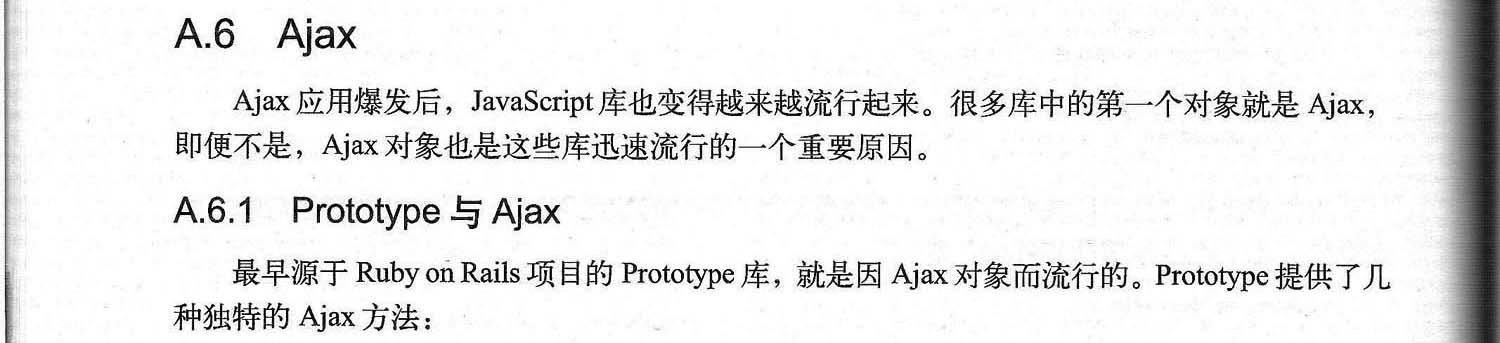 A.6 Ajax
Ajax 应用爆发后，JavaScript 库也变得越来越流行起来。很多库中的第一个对象就是 Ajax，
即便不是，Ajax 对象也是这些库迅速流行的一个重要原因。
A.6.1 Prototype 与 Ajax
最早源于 Ruby on Rails 项目的 Prototype 库，就是因 Ajax 对象而流行的。Prototype 提供了几
种独特的 Ajax 方法：